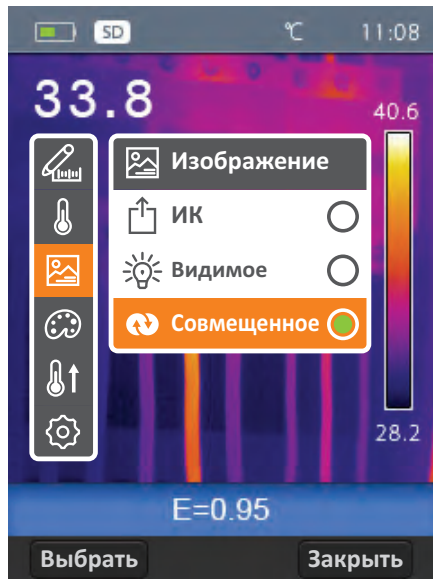 SD °C 11:08
33.8
40.6
Изображение
ИК
Видимое
Совмещенное
28.2
E=0.95
Выбрать Закрыть